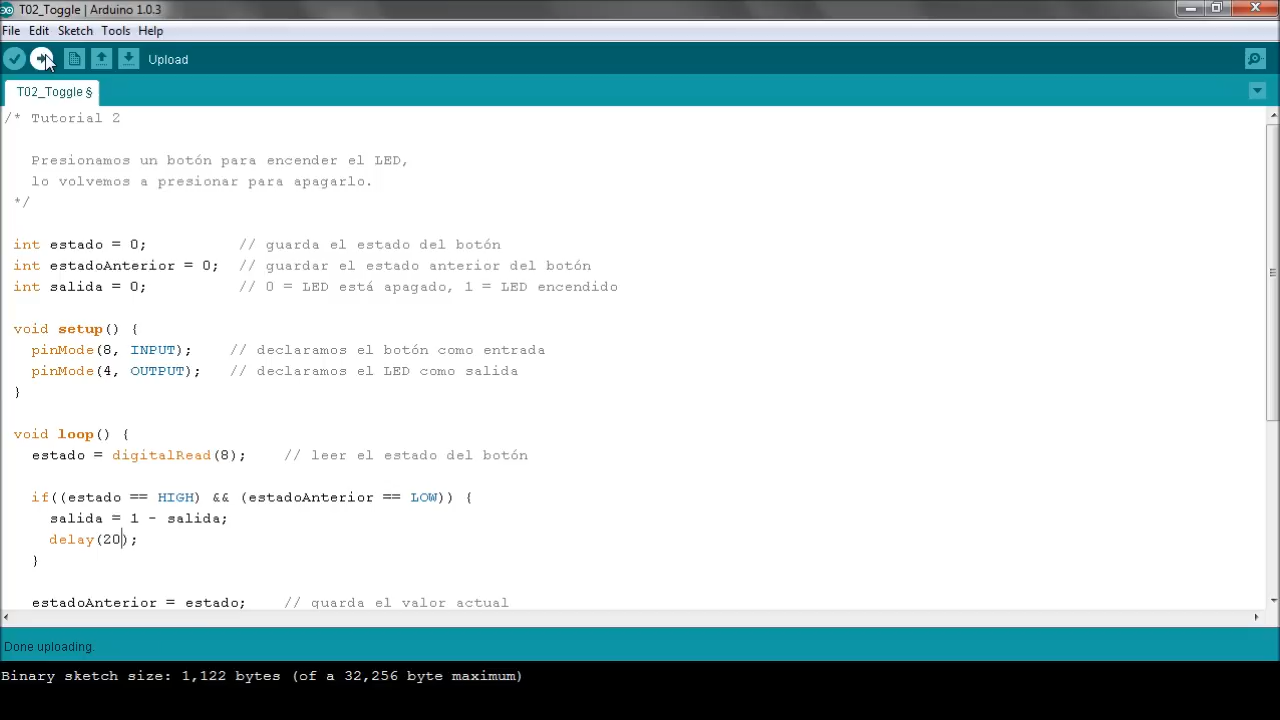 T02_Toggle | Arduino 1.0.3
File Edit Sketch Tools Help
Upload
T02_Toggle §
/* Tutorial 2
Presionamos un botón para encender el LED,
lo volvemos a presionar para apagarlo.
*/
int estado = 0; // guarda el estado del botón
int estadoAnterior = 0; // guardar el estado anterior del botón
int salida = 0; // 0 = LED está apagado, 1 = LED encendido
void setup() {
pinMode(8, INPUT); // declaramos el botón como entrada
pinMode(4, OUTPUT); // declaramos el LED como salida
}
void loop() {
estado = digitalRead(8); // leer el estado del botón
if((estado == HIGH) && (estadoAnterior == LOW)) {
salida = 1 - salida;
delay(20);
}
estadoAnterior = estado; // guarda el valor actual
Done uploading.
Binary sketch size: 1,122 bytes (of a 32,256 byte maximum)